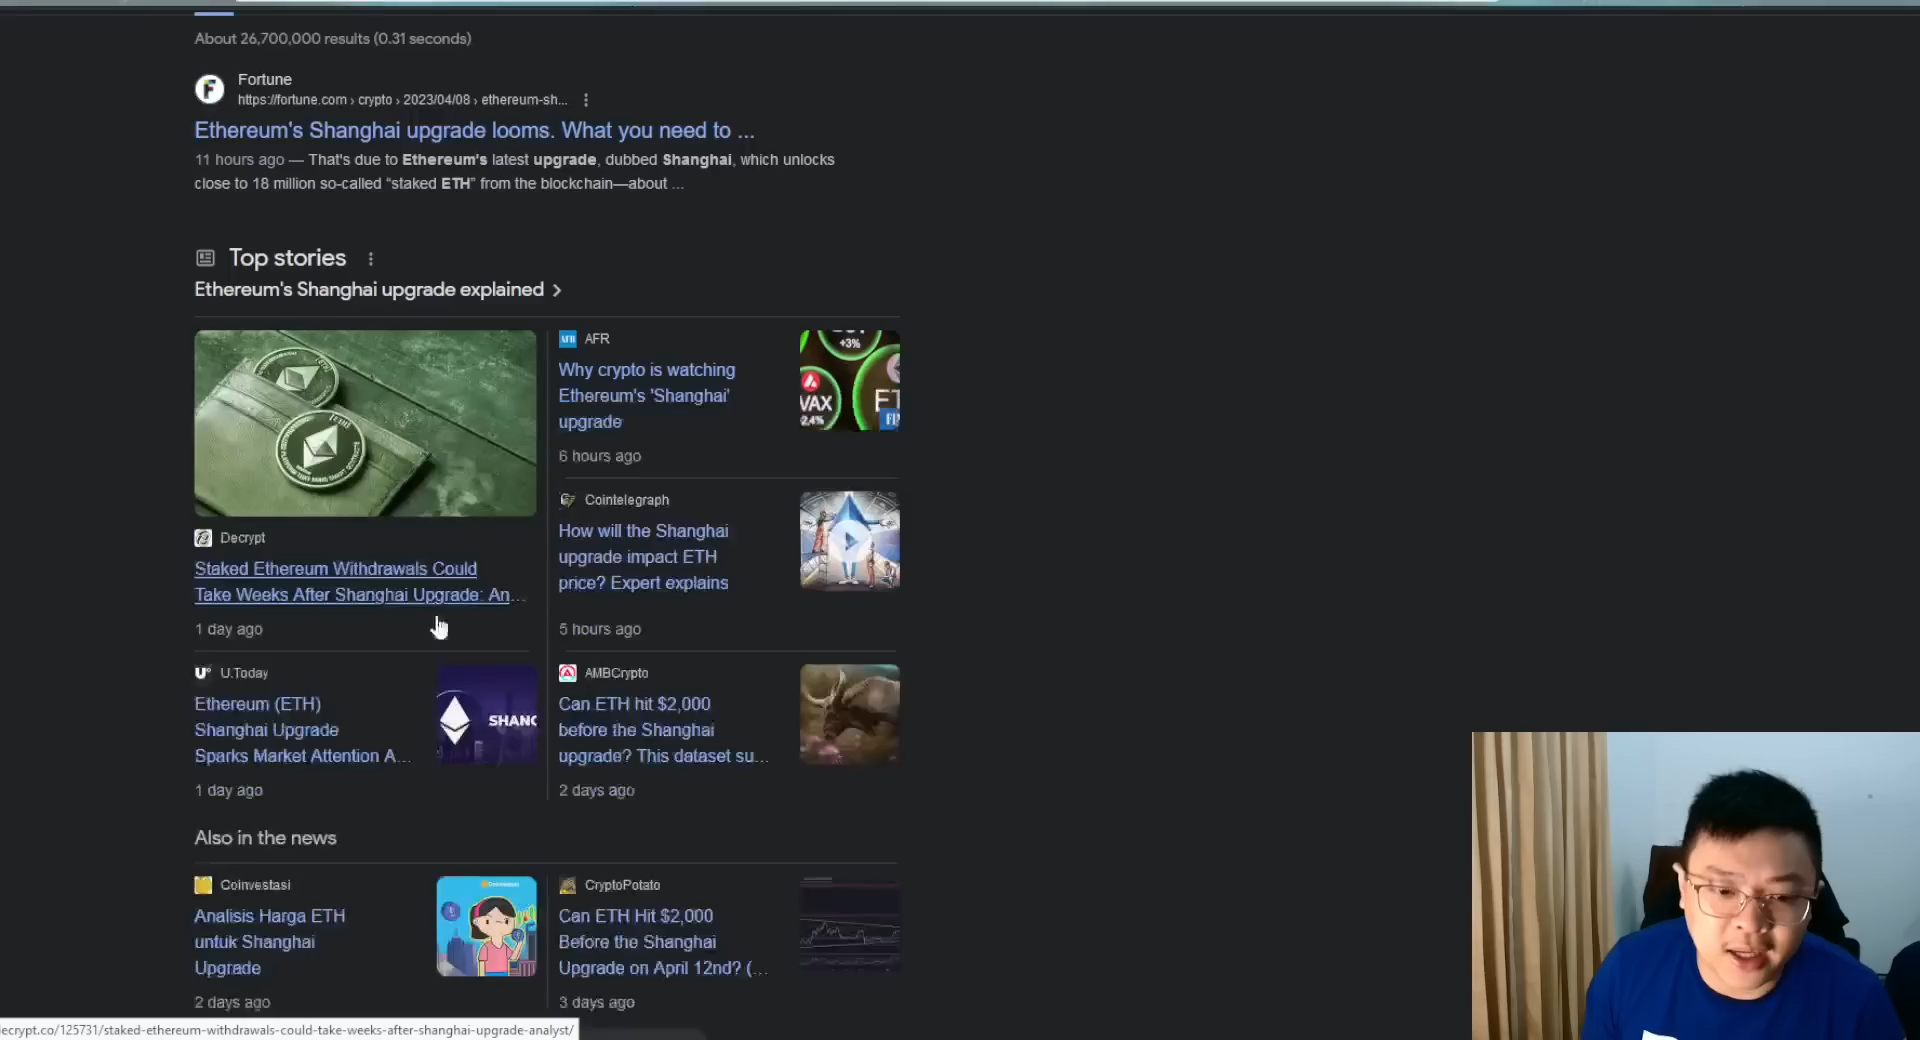 About 26,700,000 results (0.31 seconds)
Fortune
https://fortune.com › crypto › 2023/04/08 › ethereum-sh...
Ethereum's Shanghai upgrade looms. What you need to ...
11 hours ago — That's due to Ethereum's latest upgrade, dubbed Shanghai, which unlocks
close to 18 million so-called “staked ETH” from the blockchain—about ...
Top stories
Ethereum's Shanghai upgrade explained
Decrypt
Staked Ethereum Withdrawals Could
Take Weeks After Shanghai Upgrade: An...
1 day ago
AFR
Why crypto is watching
Ethereum's 'Shanghai'
upgrade
6 hours ago
+3%
VAX
2.4%
ET
FI
Cointelegraph
How will the Shanghai
upgrade impact ETH
price? Expert explains
5 hours ago
U.Today
Ethereum (ETH)
Shanghai Upgrade
Sparks Market Attention A...
1 day ago
SHANG
AMBCrypto
Can ETH hit $2,000
before the Shanghai
upgrade? This dataset su...
2 days ago
Also in the news
Coinvestasi
Analisis Harga ETH
untuk Shanghai
Upgrade
2 days ago
CryptoPotato
Can ETH Hit $2,000
Before the Shanghai
Upgrade on April 12nd? (...
3 days ago
ecrypt.co/125731/staked-ethereum-withdrawals-could-take-weeks-after-shanghai-upgrade-analyst/